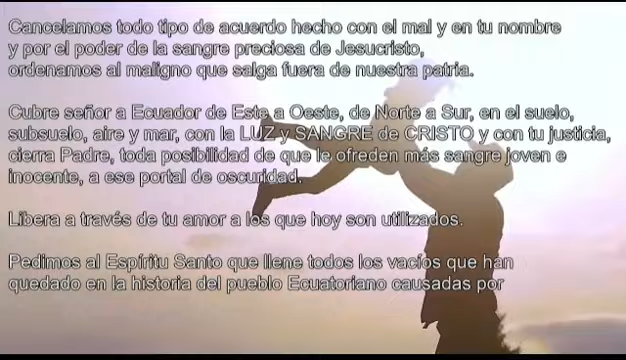 Cancelamos todo tipo de acuerdo hecho con el mal y en tu nombre
y por el poder de la sangre preciosa de Jesucristo,
ordenamos al maligno que salga fuera de nuestra patria.
Cubre señor a Ecuador de Este a Oeste, de Norte a Sur, en el suelo,
subsuelo, aire y mar, con la LUZ y SANGRE de CRISTO y con tu justicia,
cierra Padre, toda posibilidad de que le ofreden más sangre joven e
inocente, a ese portal de oscuridad.
Libera a través de tu amor a los que hoy son utilizados.
Pedimos al Espíritu Santo que llene todos los vacíos que han
quedado en la historia del pueblo Ecuatoriano causadas por